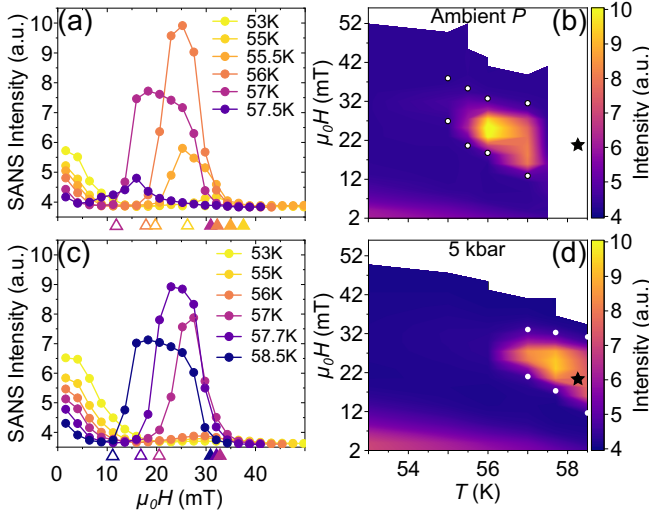 (a)
SANS Intensity (a.u.)
10
9
8
7
6
5
4
53K
55K
55.5K
56K
57K
57.5K
Ambient P
(b)
μ₀H (mT)
52
42
32
22
12
2
10
9
8
7
6
5
4
Intensity (a.u.)
(c)
SANS Intensity (a.u.)
10
9
8
7
6
5
4
53K
55K
56K
57K
57.7K
58.5K
0 10 20 30 40
μ₀H (mT)
5 kbar
(d)
μ₀H (mT)
52
42
32
22
12
2
54 55 56 57 58
T (K)
10
9
8
7
6
5
4
Intensity (a.u.)